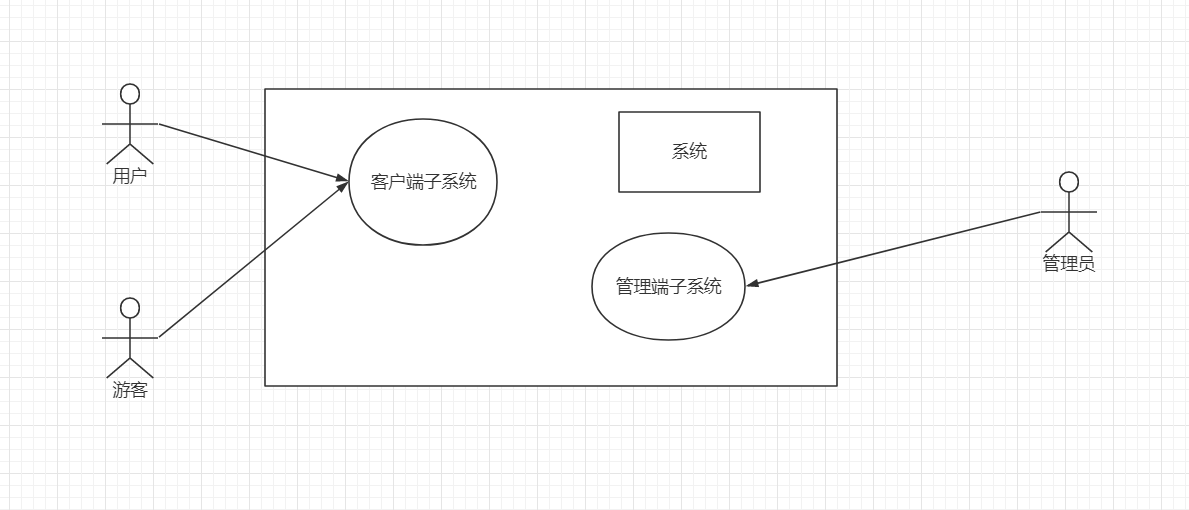 用户
客户端子系统
系统
管理端子系统
管理员
游客